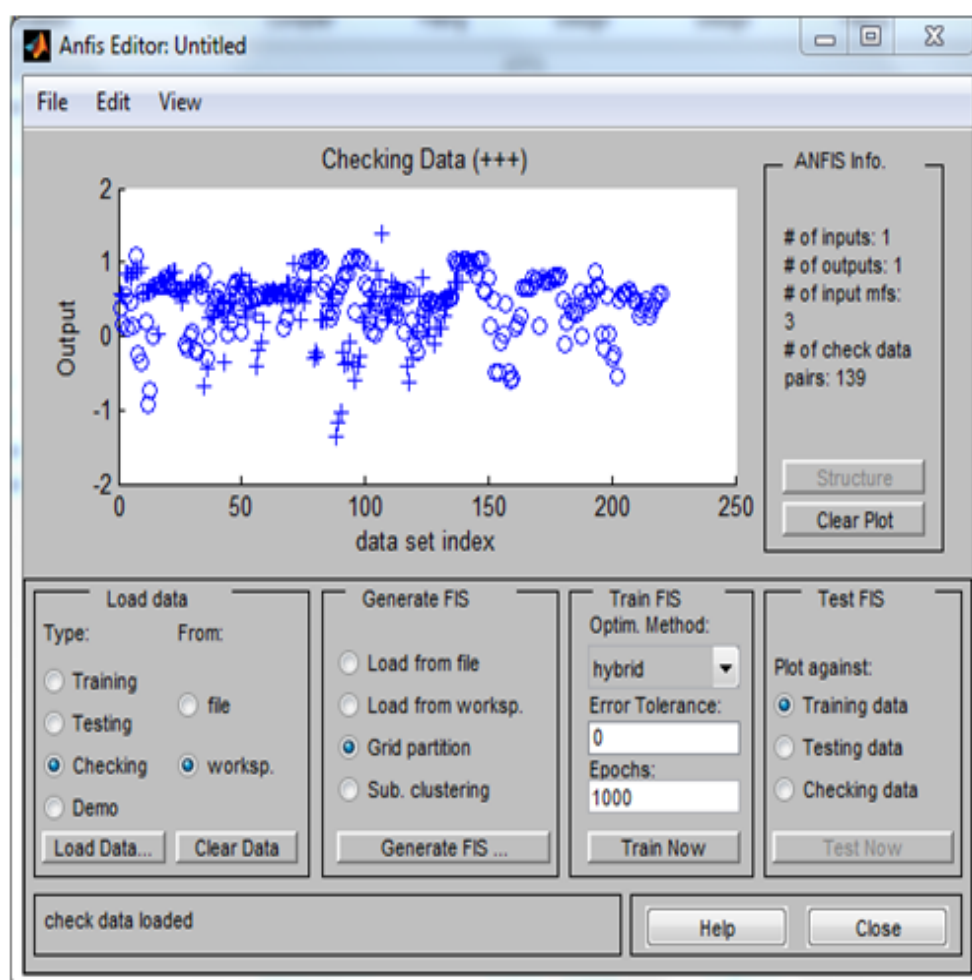 Anfis Editor: Untitled
File Edit View
Checking Data (+++)
2
1
0
-1
-2
Output
0 50 100 150 200 250
data set index
ANFIS Info.
# of inputs: 1
# of outputs: 1
# of input mfs:
3
# of check data
pairs: 139
Structure
Clear Plot
Load data
Type: From:
Training
Testing
Checking
Demo
file
worksp.
Load Data... Clear Data
Generate FIS
Load from file
Load from worksp.
Grid partition
Sub. clustering
Generate FIS ...
Train FIS
Optim. Method:
hybrid
Error Tolerance:
0
Epochs:
1000
Train Now
Test FIS
Plot against:
Training data
Testing data
Checking data
Test Now
check data loaded
Help Close